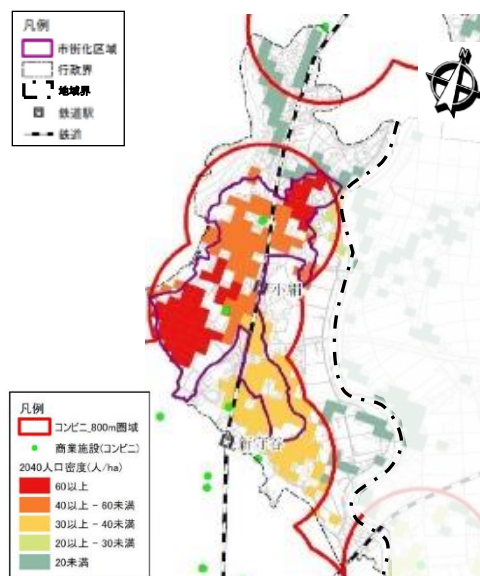 凡例
市街化区域
行政界
地域界
鉄道駅
鉄道
N
小絹
新守谷
凡例
コンビニ_800m圏域
商業施設(コンビニ)
2040人口密度(人/ha)
60以上
40以上 - 60未満
30以上 - 40未満
20以上 - 30未満
20未満